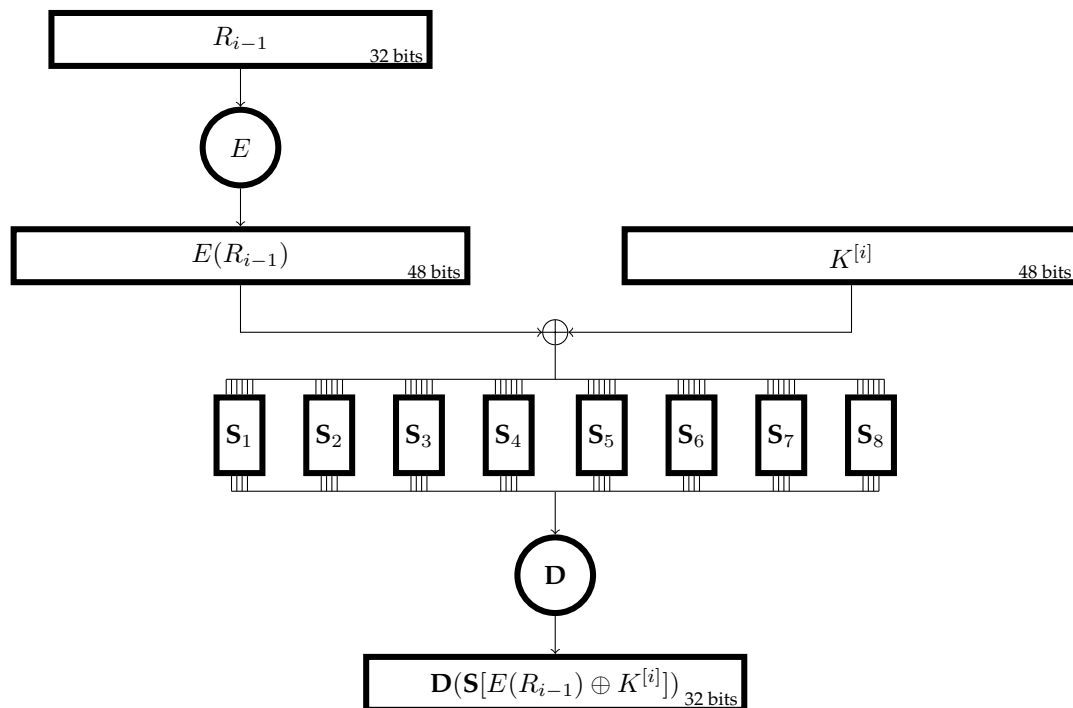 R_{i−1}
32 bits
E
E(R_{i−1})
48 bits
K^{[i]}
48 bits
S_1 S_2 S_3 S_4 S_5 S_6 S_7 S_8
D
D(S[E(R_{i−1}) ⊕ K^{[i]}])
32 bits